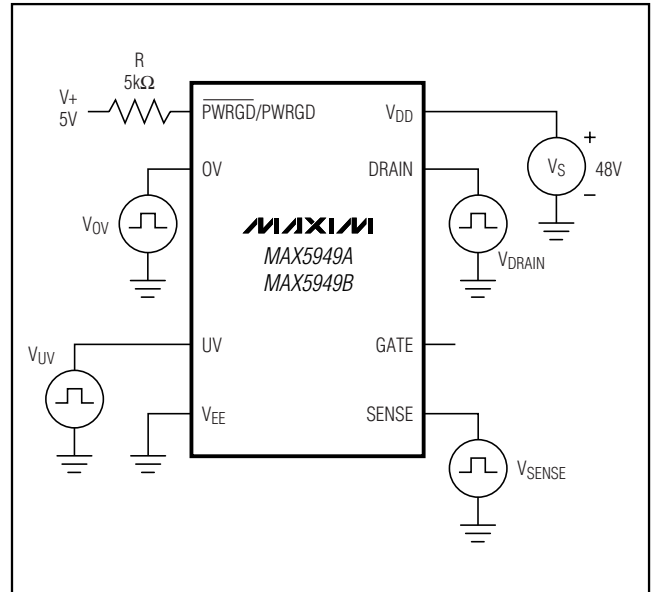 R
5kΩ
V+
5V
PWRGD/PWRGD
VDD
+
OV
DRAIN
VS
48V
−
VOV
MAXIM
MAX5949A
MAX5949B
VDRAIN
UV
GATE
VUV
VEE
SENSE
VSENSE